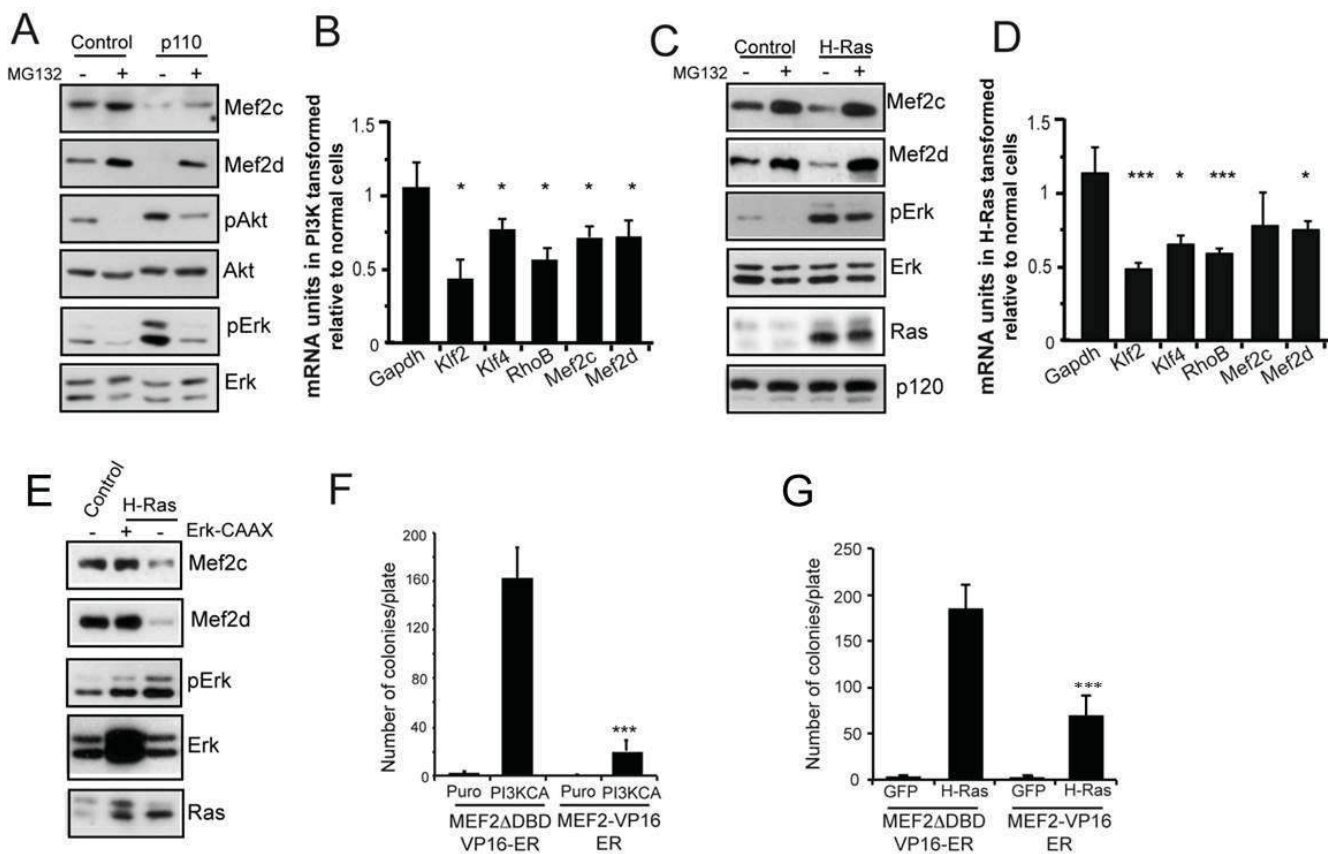 A
Control p110
MG132 - + - +
Mef2c
Mef2d
pAkt
Akt
pErk
Erk
B
mRNA units in PI3K tansformed
relative to normal cells
1.5
1
0.5
0
* * * * *
Gapdh Klf2 Klf4 RhoB Mef2c Mef2d
C
Control H-Ras
MG132 - + - +
Mef2c
Mef2d
pErk
Erk
Ras
p120
D
mRNA units in H-Ras tansformed
relative to normal cells
1.5
1
0.5
0
*** * *** *
Gapdh Klf2 Klf4 RhoB Mef2c Mef2d
E
Control
H-Ras
- + - Erk-CAAX
Mef2c
Mef2d
pErk
Erk
Ras
F
Number of colonies/plate
200
160
120
80
40
0
***
Puro PI3KCA Puro PI3KCA
MEF2ΔDBD MEF2-VP16
VP16-ER ER
G
Number of colonies/plate
250
200
150
100
50
0
***
GFP H-Ras GFP H-Ras
MEF2ΔDBD MEF2-VP16
VP16-ER ER